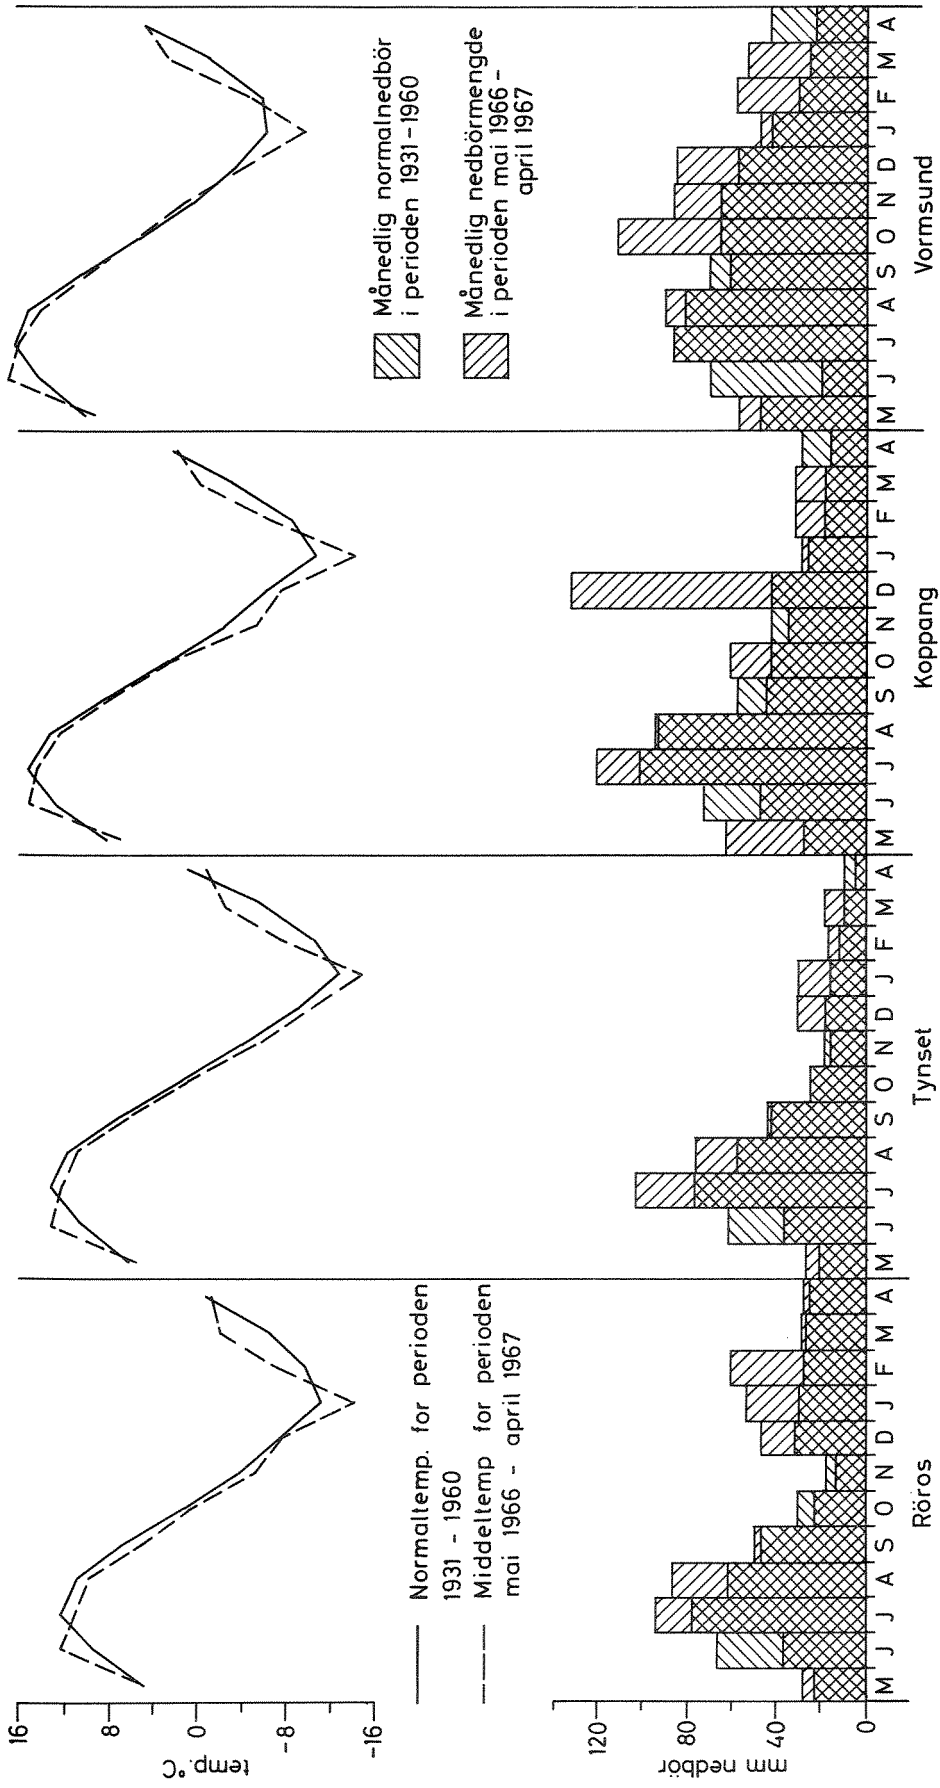 temp.°C
16
8
0
-8
-16
Normaltemp. for perioden
1931 - 1960
Middeltemp for perioden
mai 1966 - april 1967
Månedlig normalnedbör
i perioden 1931-1960
Månedlig nedbörmengde
i perioden mai 1966 -
april 1967
mm nedbör
120
80
40
0
M J J A S O N D J F M A
M J J A S O N D J F M A
M J J A S O N D J F M A
M J J A S O N D J F M A
Röros
Tynset
Koppang
Vormsund